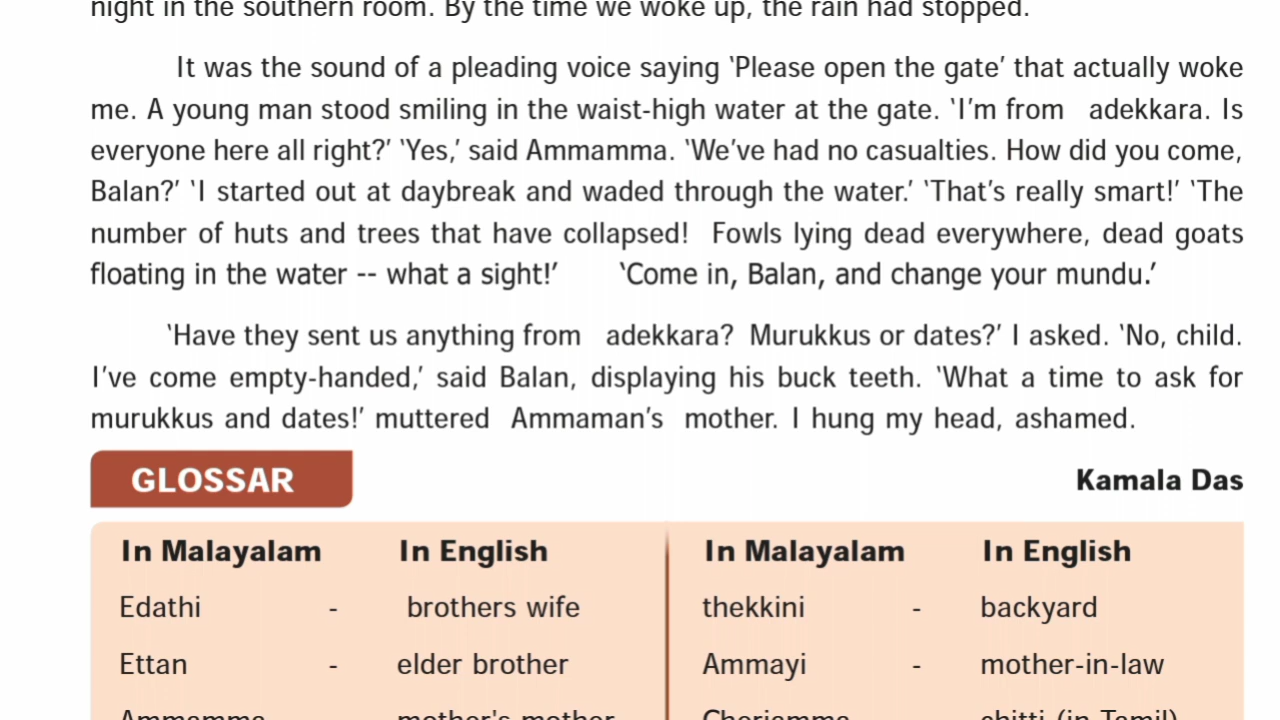 night in the southern room. By the time we woke up, the rain had stopped.
It was the sound of a pleading voice saying ‘Please open the gate’ that actually woke
me. A young man stood smiling in the waist-high water at the gate. ‘I’m from adekkara. Is
everyone here all right?’ ‘Yes,’ said Ammamma. ‘We’ve had no casualties. How did you come,
Balan?’ ‘I started out at daybreak and waded through the water.’ ‘That’s really smart!’ ‘The
number of huts and trees that have collapsed! Fowls lying dead everywhere, dead goats
floating in the water -- what a sight!’ ‘Come in, Balan, and change your mundu.’
‘Have they sent us anything from adekkara? Murukkus or dates?’ I asked. ‘No, child.
I’ve come empty-handed,’ said Balan, displaying his buck teeth. ‘What a time to ask for
murukkus and dates!’ muttered Ammaman’s mother. I hung my head, ashamed.
GLOSSAR
Kamala Das
In Malayalam In English In Malayalam In English
Edathi - brothers wife thekkini - backyard
Ettan - elder brother Ammayi - mother-in-law
Ammamma mother's mother Cheriamma chitti (in Tamil)